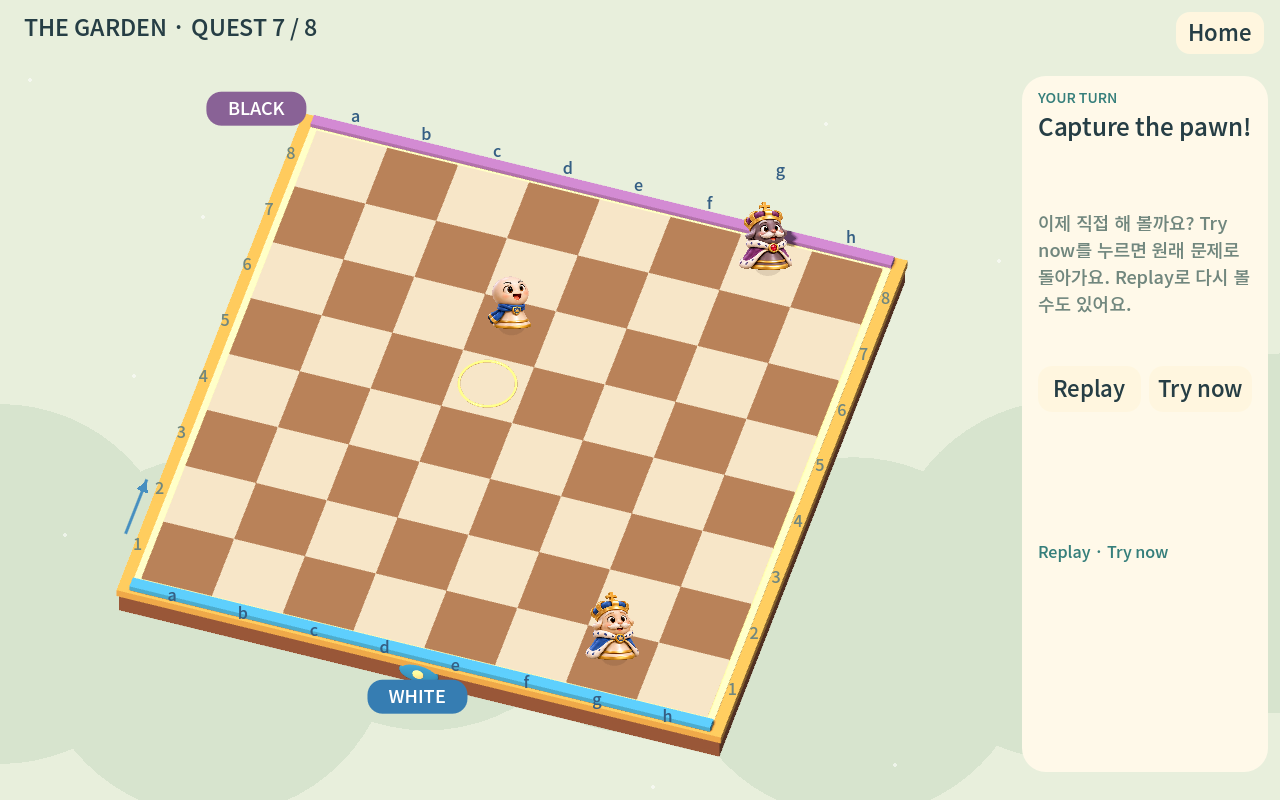 THE GARDEN · QUEST 7 / 8
Home
BLACK
a b c d e f g h
8 8
7 7
6 6
5 5
4 4
3 3
2 2
1 1
a b c d e f g h
WHITE
YOUR TURN
Capture the pawn!
이제 직접 해 볼까요? Try
now를 누르면 원래 문제로
돌아가요. Replay로 다시 볼
수도 있어요.
Replay Try now
Replay · Try now